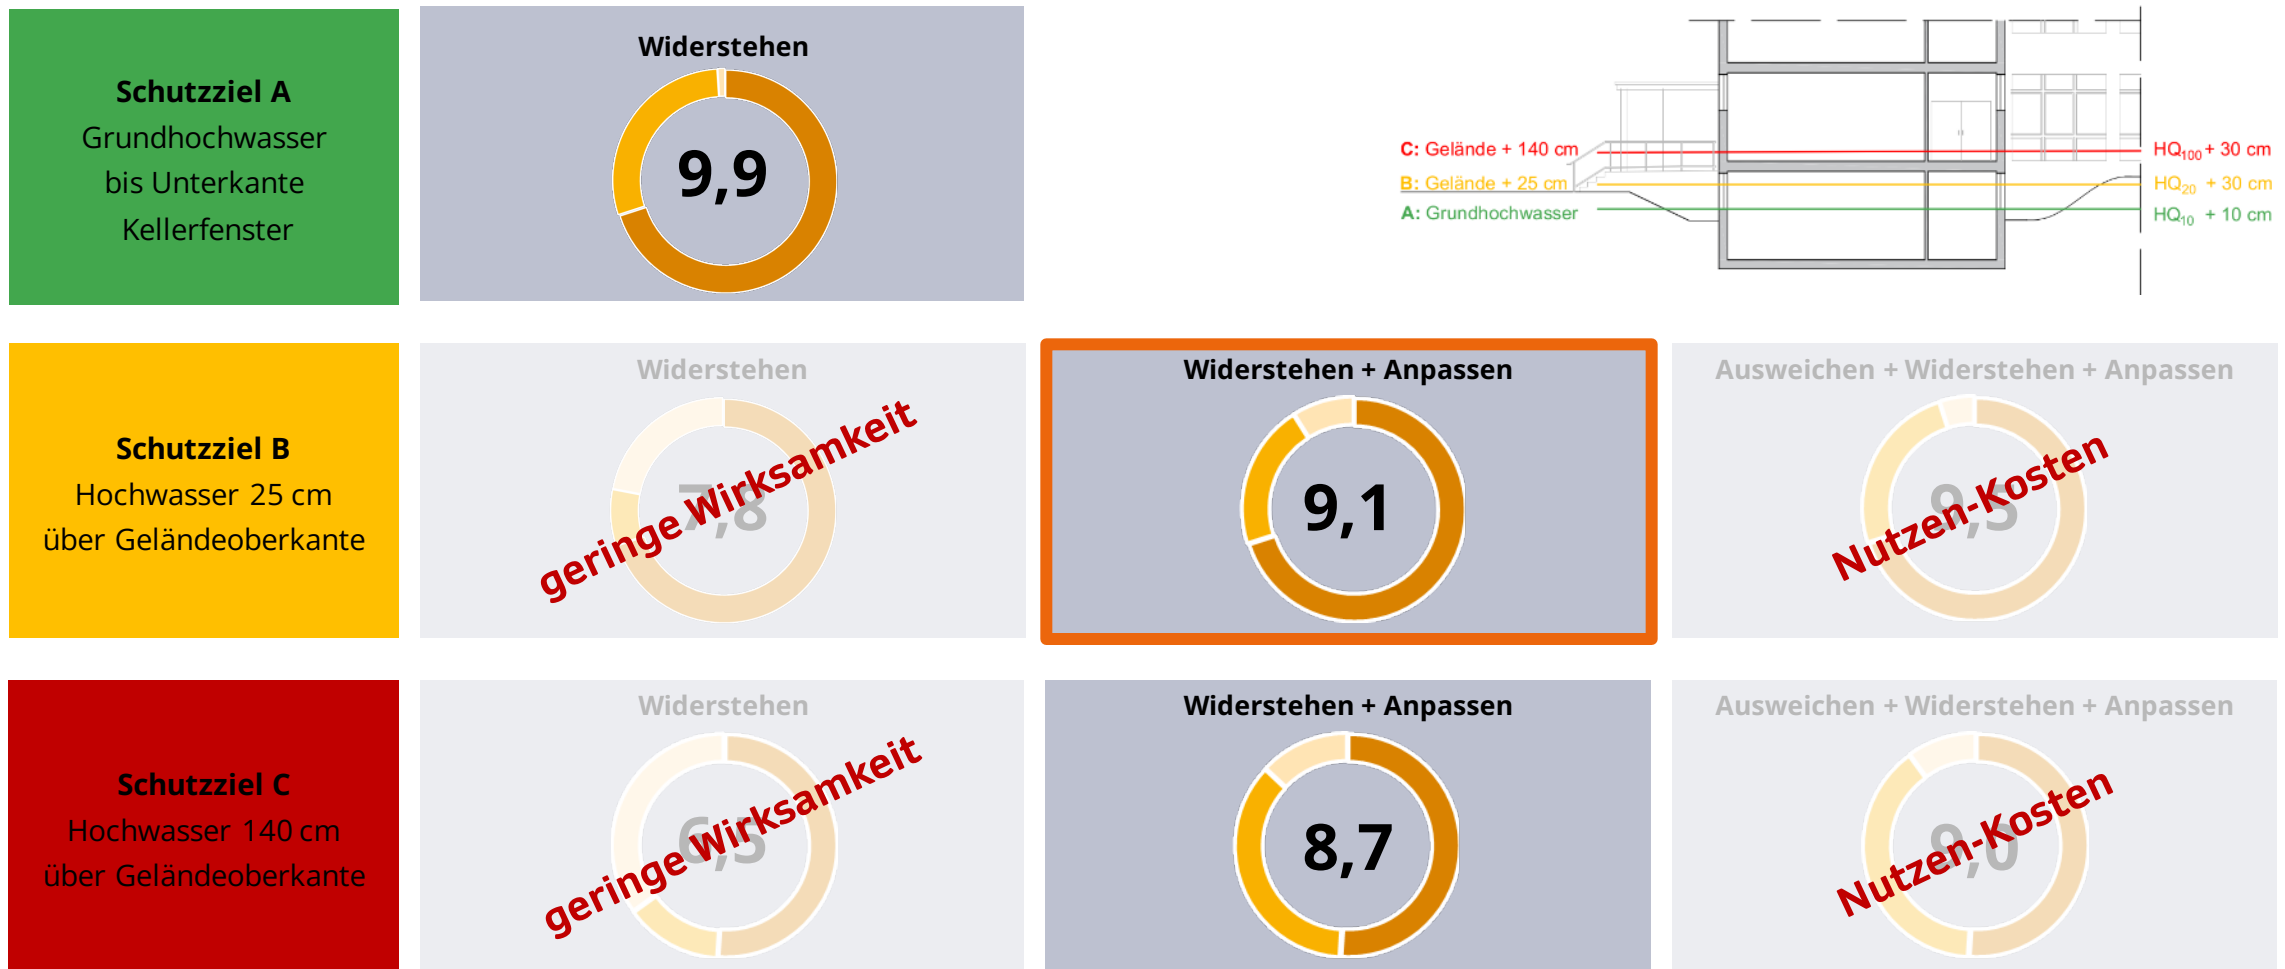 Schutzziel A
Grundhochwasser
bis Unterkante
Kellerfenster
Widerstehen
9,9
C: Gelände + 140 cm
B: Gelände + 25 cm
A: Grundhochwasser
HQ100 + 30 cm
HQ20 + 30 cm
HQ10 + 10 cm
Schutzziel B
Hochwasser 25 cm
über Geländeoberkante
Widerstehen
7,8
geringe Wirksamkeit
Widerstehen + Anpassen
9,1
Ausweichen + Widerstehen + Anpassen
9,5
Nutzen-Kosten
Schutzziel C
Hochwasser 140 cm
über Geländeoberkante
Widerstehen
6,5
geringe Wirksamkeit
Widerstehen + Anpassen
8,7
Ausweichen + Widerstehen + Anpassen
9,0
Nutzen-Kosten